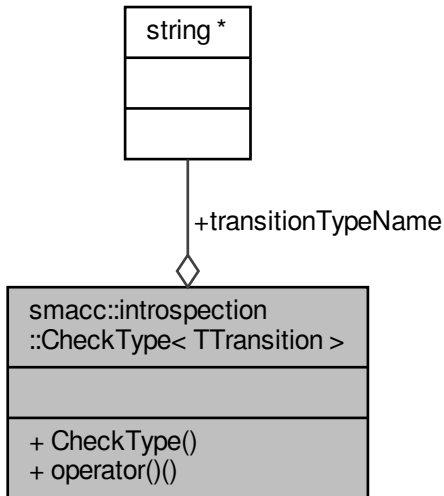 string *
+transitionTypeName
smacc::introspection
::CheckType< TTransition >
+ CheckType()
+ operator()()